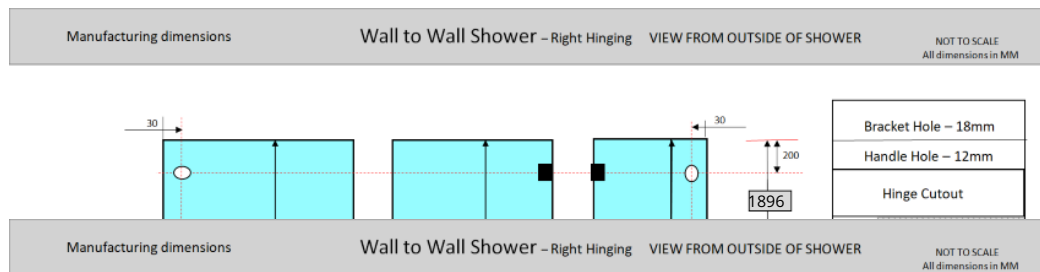 Manufacturing dimensions Wall to Wall Shower – Right Hinging VIEW FROM OUTSIDE OF SHOWER NOT TO SCALE
All dimensions in MM
30
30
Bracket Hole – 18mm
200
Handle Hole – 12mm
1896
Hinge Cutout
Manufacturing dimensions Wall to Wall Shower – Right Hinging VIEW FROM OUTSIDE OF SHOWER NOT TO SCALE
All dimensions in MM